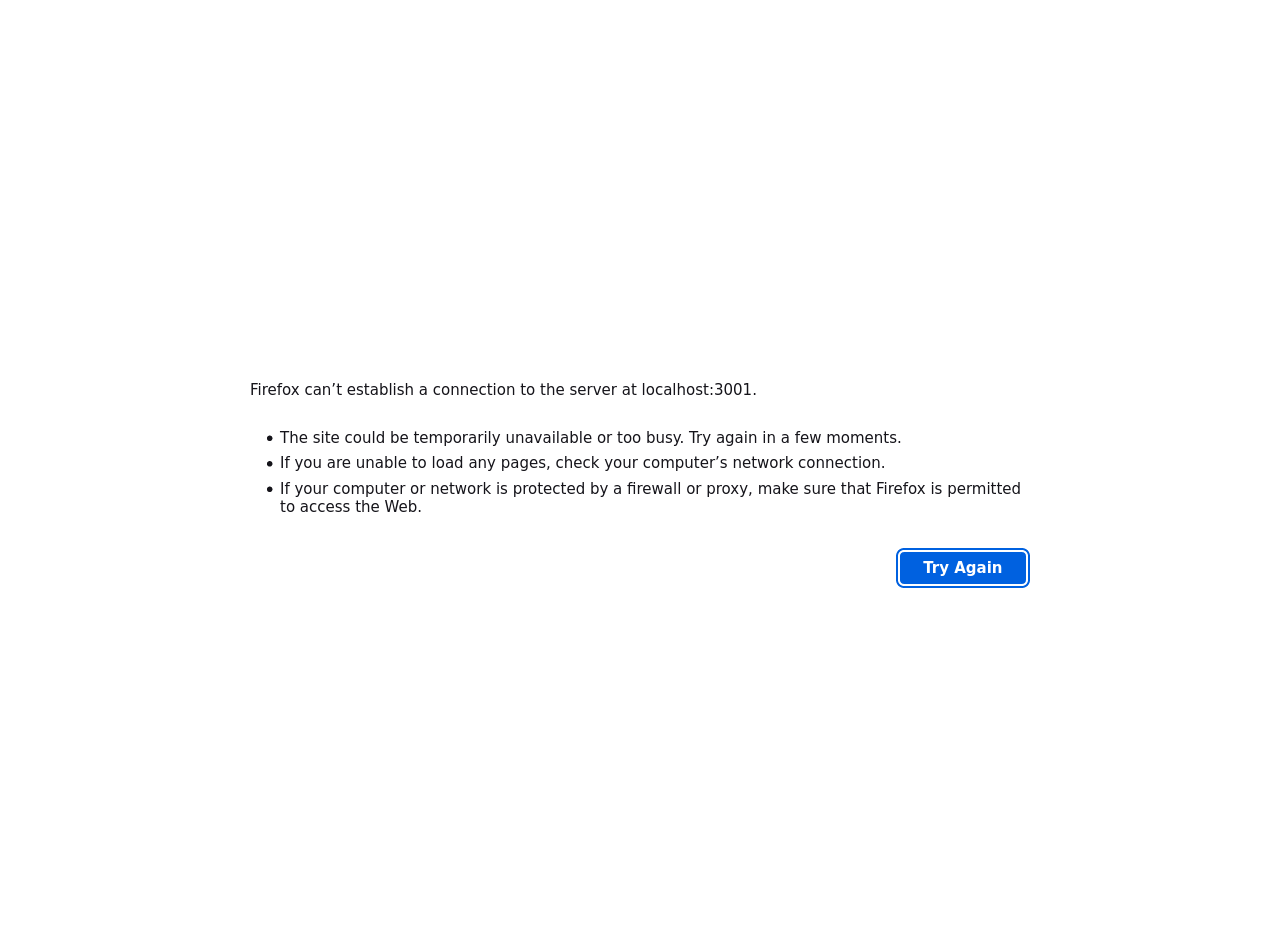 Firefox can’t establish a connection to the server at localhost:3001.
The site could be temporarily unavailable or too busy. Try again in a few moments.
If you are unable to load any pages, check your computer’s network connection.
If your computer or network is protected by a firewall or proxy, make sure that Firefox is permitted
to access the Web.
Try Again